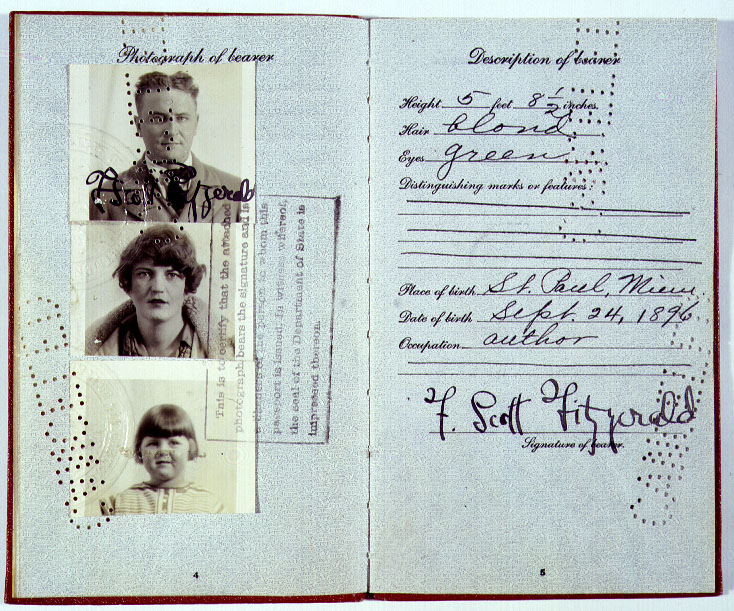 Photograph of bearer
F. Scott Fitzgerald
This is to certify that the attached
photograph bears the signature and is
a likeness of the person to whom this
passport is issued. In witness whereof
the seal of the Department of State is
impressed thereon.
4
Description of bearer
Height 5 feet 8 1/2 inches.
Hair blond
Eyes green
Distinguishing marks or features:
Place of birth St. Paul, Minn.
Date of birth Sept. 24, 1896
Occupation author
F. Scott Fitzgerald
Signature of bearer.
5